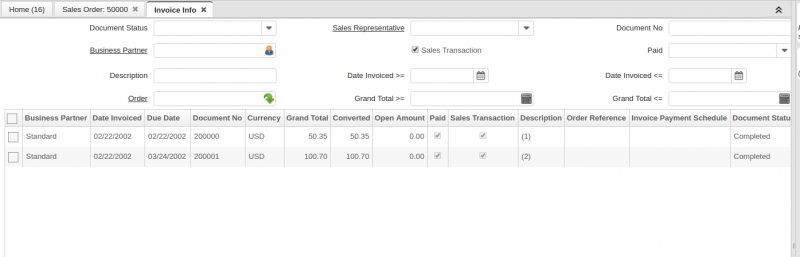 Home (16) Sales Order: 50000 Invoice Info
Document Status Sales Representative Document No
Business Partner Sales Transaction Paid
Description Date Invoiced >= Date Invoiced <=
Order Grand Total >= Grand Total <=
Business Partner Date Invoiced Due Date Document No Currency Grand Total Converted Open Amount Paid Sales Transaction Description Order Reference Invoice Payment Schedule Document Statu
Standard 02/22/2002 02/22/2002 200000 USD 50.35 50.35 0.00 (1) Completed
Standard 02/22/2002 03/24/2002 200001 USD 100.70 100.70 0.00 (2) Completed